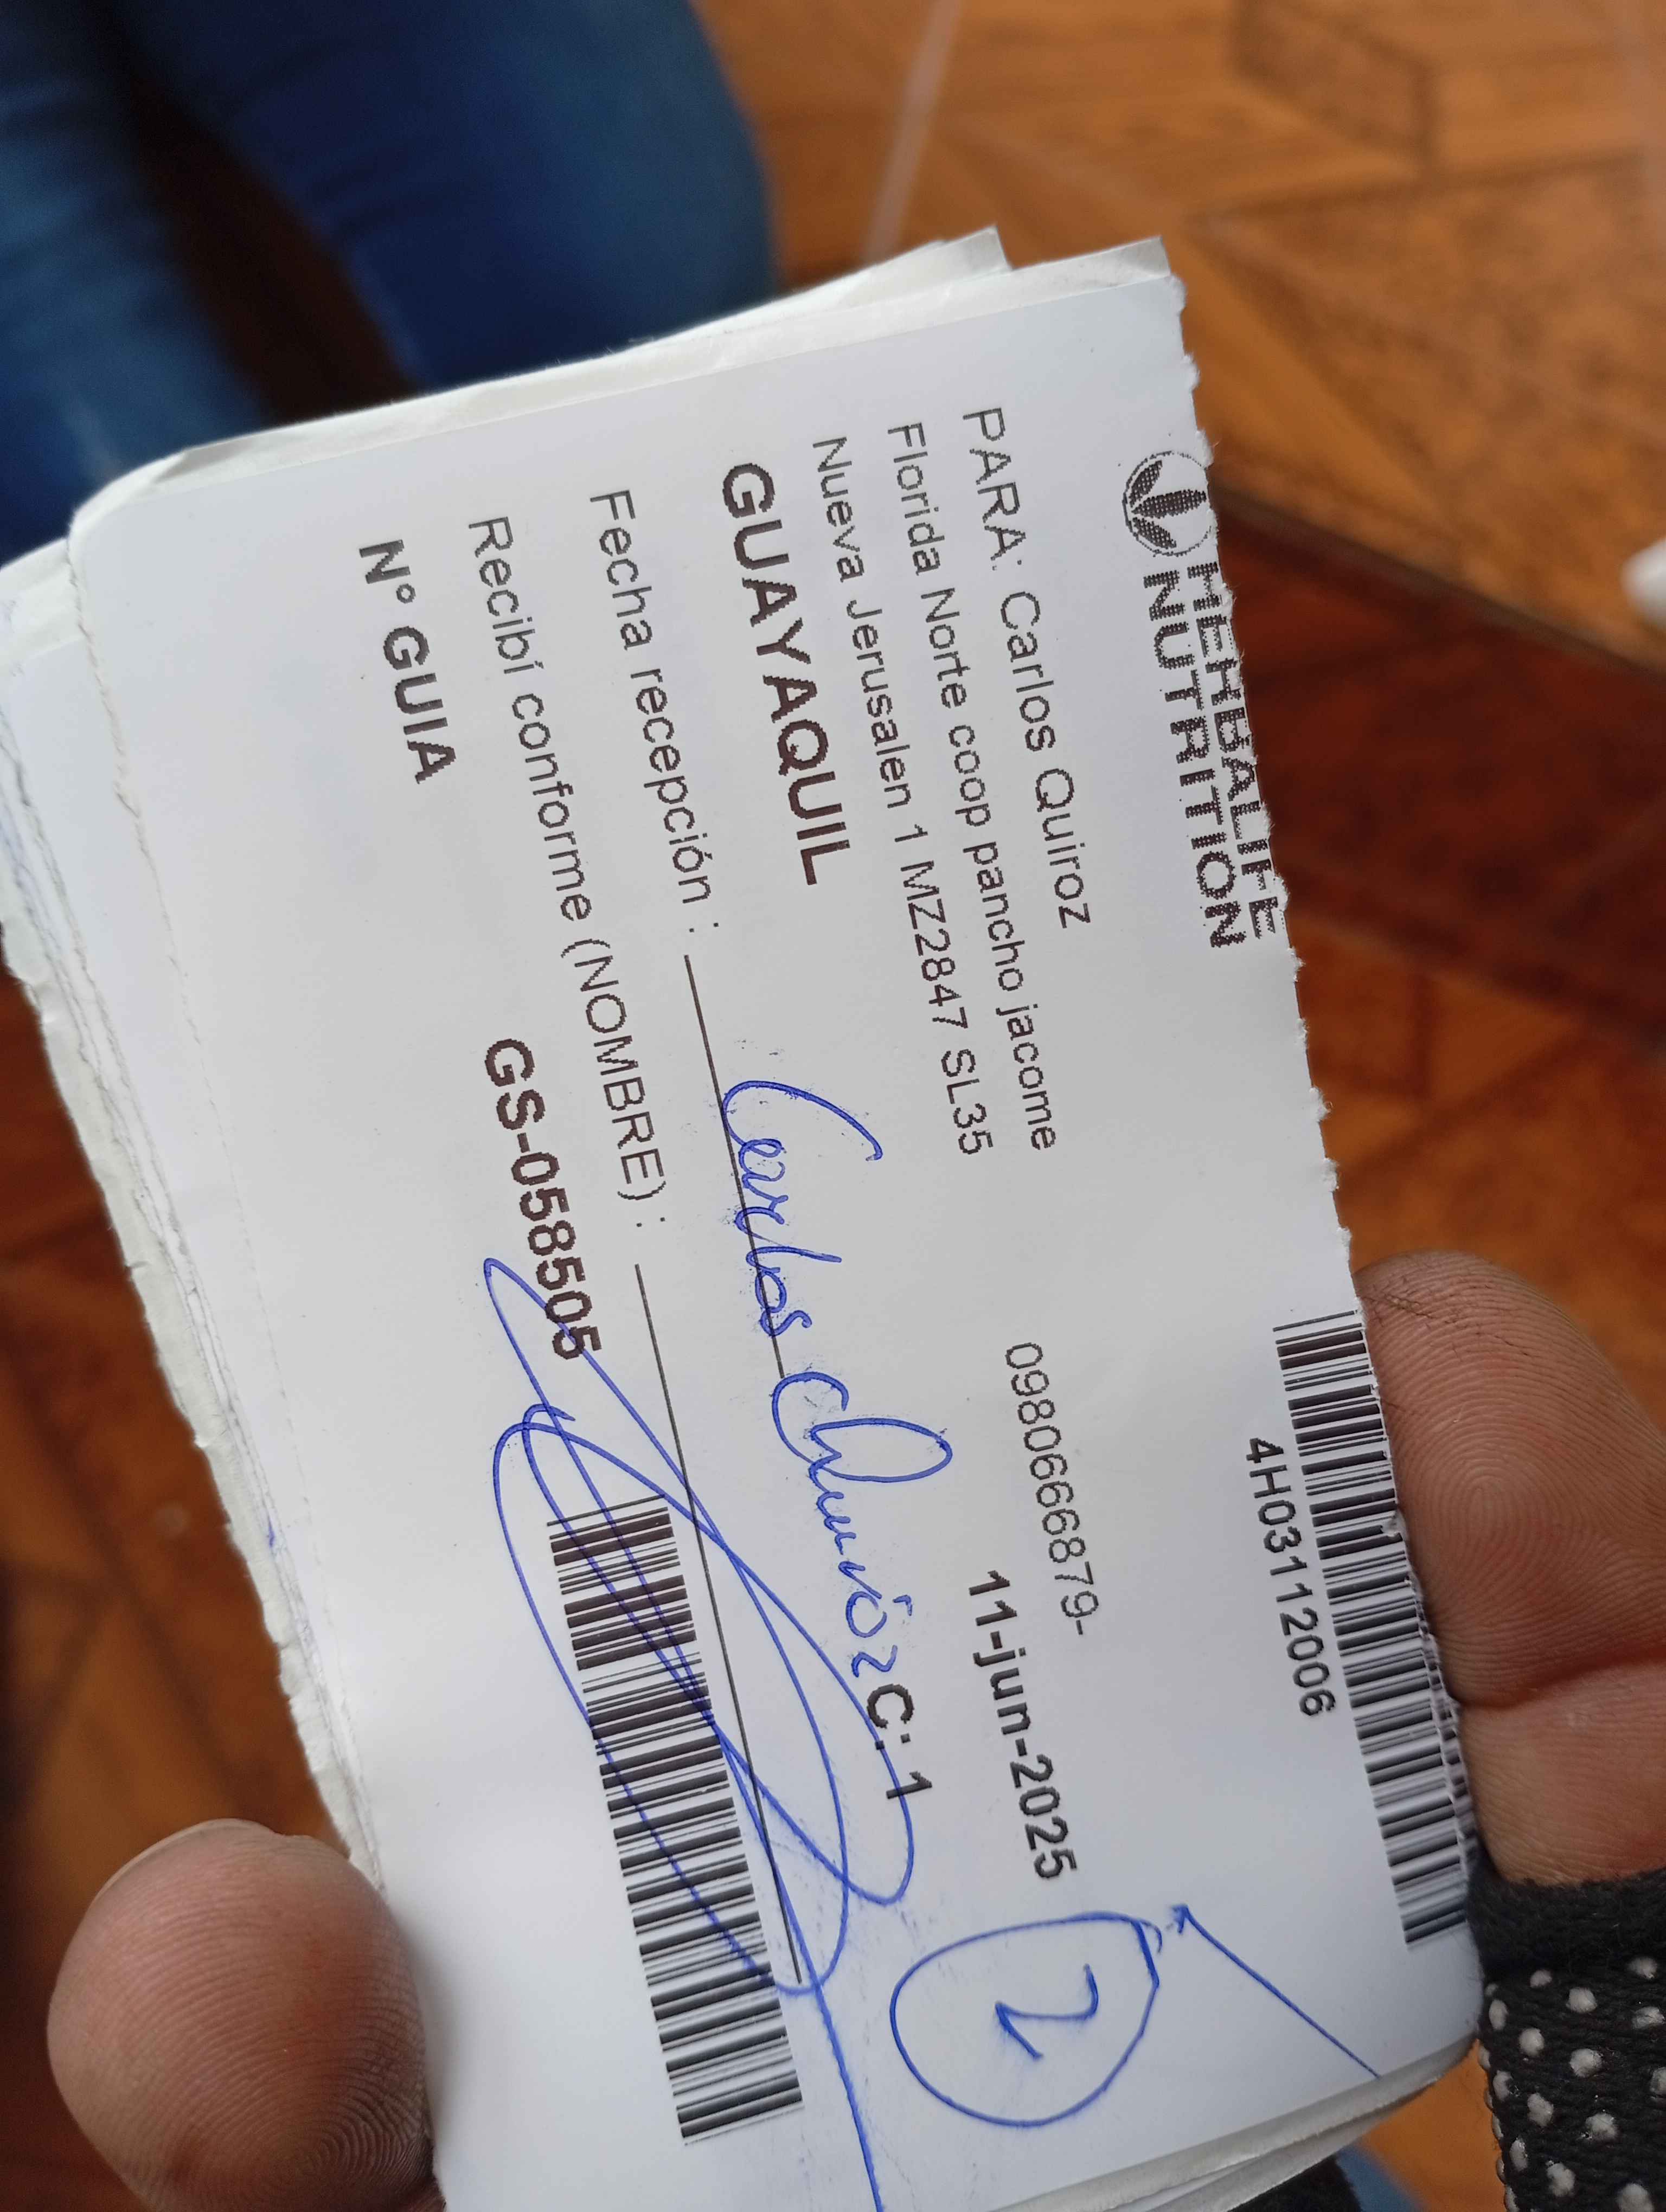 HERBALIFE
NUTRITION
4H03112006
PARA: Carlos Quiroz
0980666879-
Florida Norte coop pancho jacome
Nueva Jerusalen 1 MZ2847 SL35
11-jun-2025
2
GUAYAQUIL
C: 1
Fecha recepción :
Carlos
Recibí conforme (NOMBRE) :
N° GUIA
GS-058505